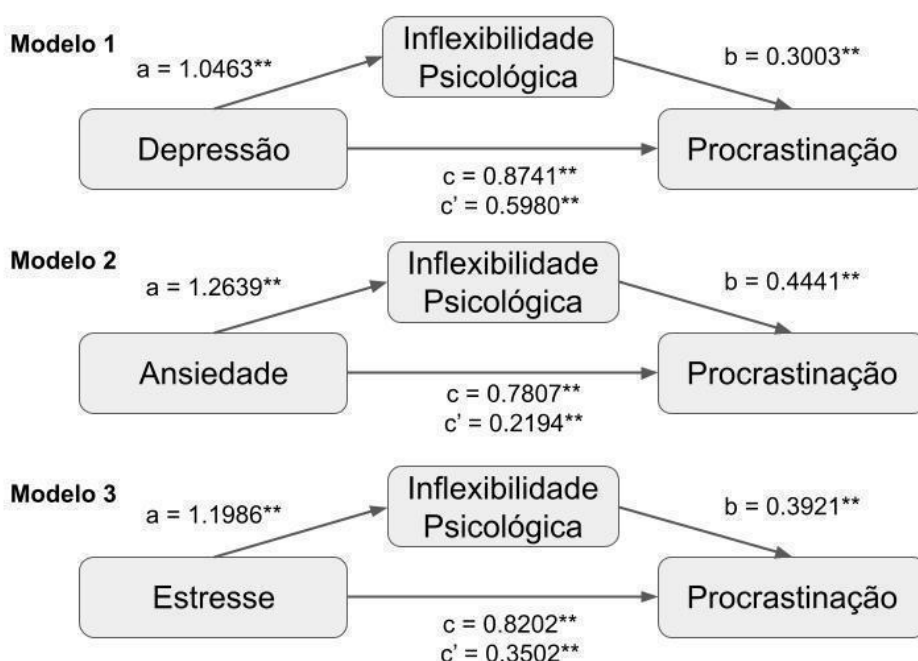 Modelo 1
Inflexibilidade
Psicológica
a = 1.0463**
b = 0.3003**
Depressão
Procrastinação
c = 0.8741**
c’ = 0.5980**
Modelo 2
Inflexibilidade
Psicológica
a = 1.2639**
b = 0.4441**
Ansiedade
Procrastinação
c = 0.7807**
c’ = 0.2194**
Modelo 3
Inflexibilidade
Psicológica
a = 1.1986**
b = 0.3921**
Estresse
Procrastinação
c = 0.8202**
c’ = 0.3502**